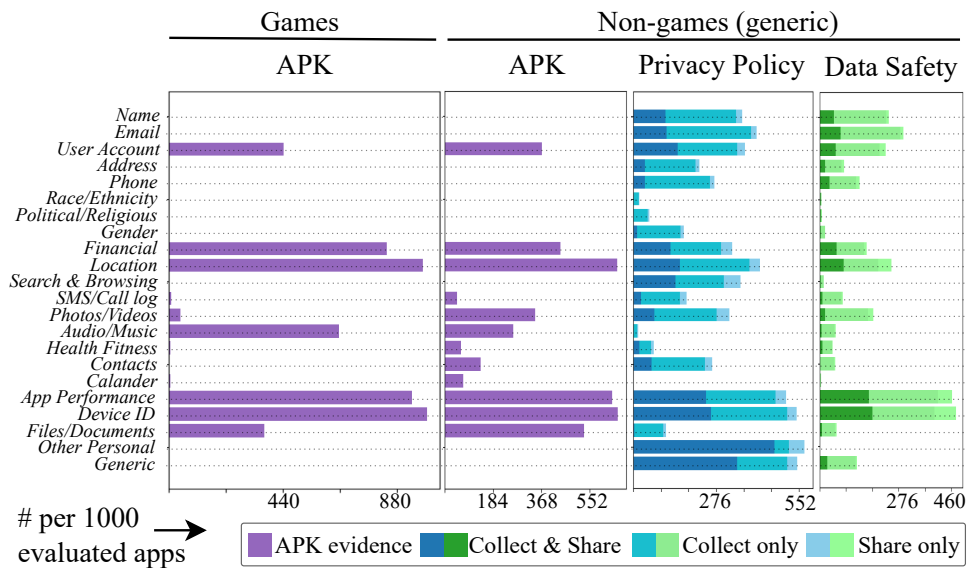 Games
Non-games (generic)
APK
APK
Privacy Policy
Data Safety
Name
Email
User Account
Address
Phone
Race/Ethnicity
Political/Religious
Gender
Financial
Location
Search & Browsing
SMS/Call log
Photos/Videos
Audio/Music
Health Fitness
Contacts
Calander
App Performance
Device ID
Files/Documents
Other Personal
Generic
440 880 184 368 552 276 552 276 460
# per 1000
evaluated apps
APK evidence Collect & Share Collect only Share only